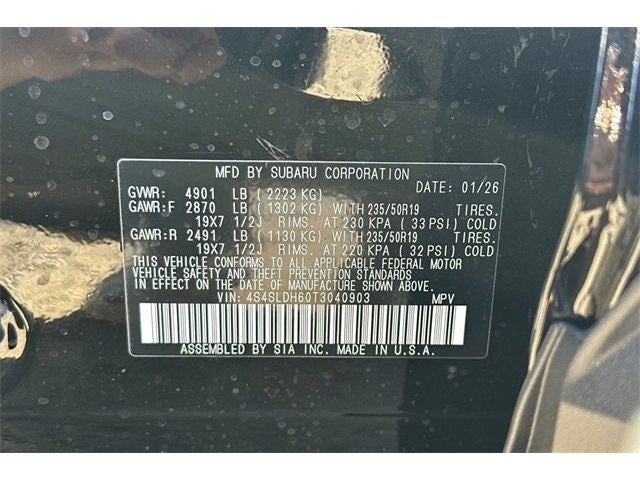 MFD BY SUBARU CORPORATION
GVWR: 4901 LB ( 2223 KG) DATE: 01/26
GAWR:F 2870 LB ( 1302 KG) WITH 235/50R19 TIRES.
19X7 1/2J RIMS. AT 230 KPA ( 33 PSI) COLD
GAWR:R 2491 LB ( 1130 KG) WITH 235/50R19 TIRES.
19X7 1/2J RIMS. AT 220 KPA ( 32 PSI) COLD
THIS VEHICLE CONFORMS TO ALL APPLICABLE FEDERAL MOTOR
VEHICLE SAFETY AND THEFT PREVENTION STANDARDS
IN EFFECT ON THE DATE OF MANUFACTURE SHOWN ABOVE.
VIN: 4S4SLDH60T3040903 MPV
ASSEMBLED BY SIA INC. MADE IN U.S.A.